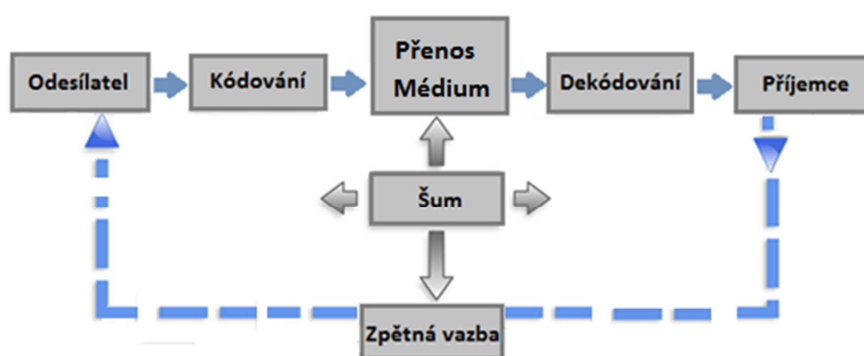 Odesílatel
Kódování
Přenos
Médium
Dekódování
Příjemce
Šum
Zpětná vazba